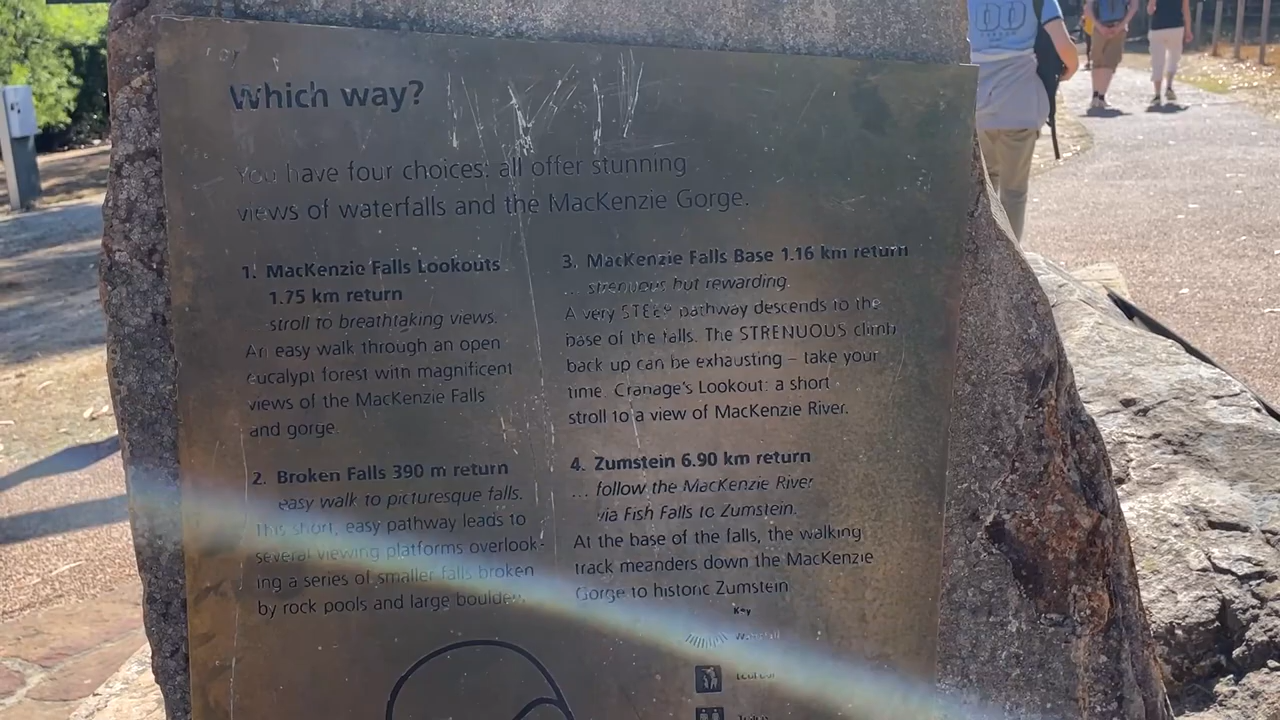 Which way?
You have four choices: all offer stunning
views of waterfalls and the MacKenzie Gorge.
1. MacKenzie Falls Lookouts
1.75 km return
stroll to breathtaking views.
An easy walk through an open
eucalypt forest with magnificent
views of the MacKenzie Falls
and gorge.
2. Broken Falls 390 m return
easy walk to picturesque falls.
This short, easy pathway leads to
several viewing platforms overlook-
ing a series of smaller falls broken
by rock pools and large
3. MacKenzie Falls Base 1.16 km return
... strenuous but rewarding.
A very STEEP pathway descends to the
base of the falls. The STRENUOUS climb
back up can be exhausting – take your
time. Cranage's Lookout: a short
stroll to a view of MacKenzie River.
4. Zumstein 6.90 km return
... follow the MacKenzie River
via Fish Falls to Zumstein.
At the base of the falls, the walking
track meanders down the MacKenzie
Gorge to historic Zumstein
Key
Waterfall
Lookout
Toilets